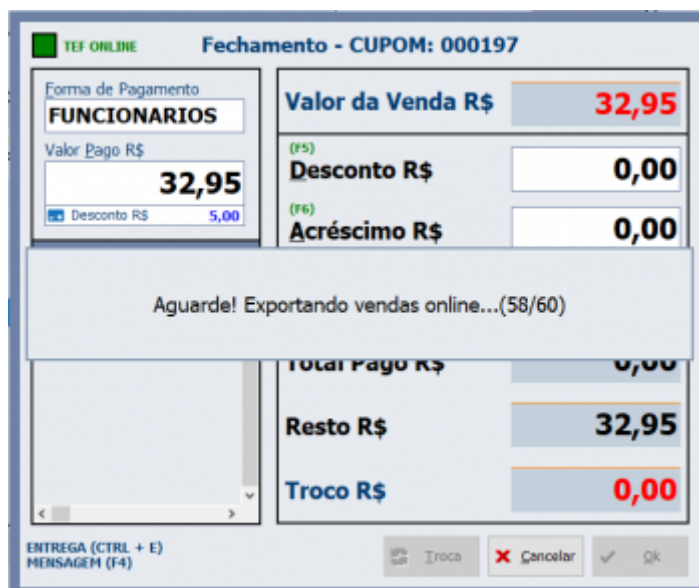 TEF ONLINE
Fechamento - CUPOM: 000197
Forma de Pagamento
FUNCIONARIOS
Valor Pago R$
32,95
Desconto R$ 5,00
Valor da Venda R$ 32,95
(F5)
Desconto R$ 0,00
(F6)
Acréscimo R$ 0,00
Aguarde! Exportando vendas online...(58/60)
Total Pago R$ 0,00
Resto R$ 32,95
Troco R$ 0,00
ENTREGA (CTRL + E)
MENSAGEM (F4)
Troca
Cancelar
Ok